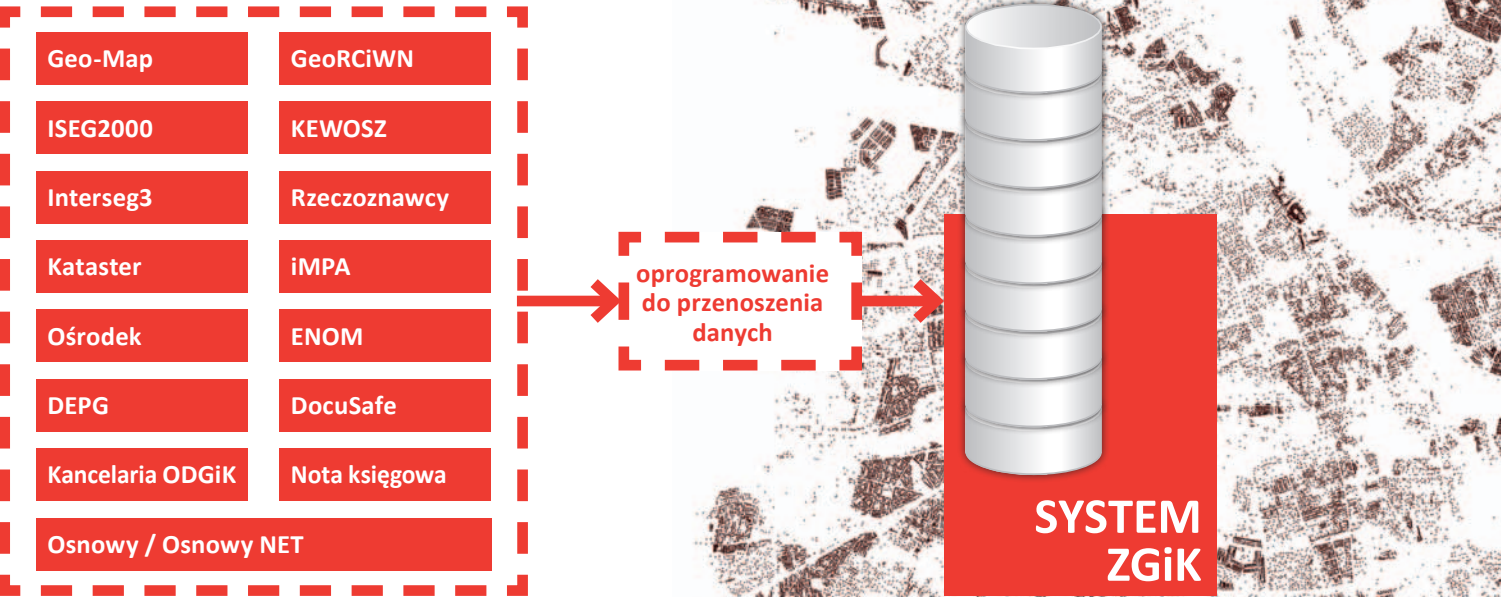 Geo-Map
GeoRCiWN
ISEG2000
KEWOSZ
Interseg3
Rzeczoznawcy
Kataster
iMPA
Ośrodek
ENOM
DEPG
DocuSafe
Kancelaria ODGiK
Nota księgowa
Osnowy / Osnowy NET
oprogramowanie
do przenoszenia
danych
SYSTEM
ZGiK